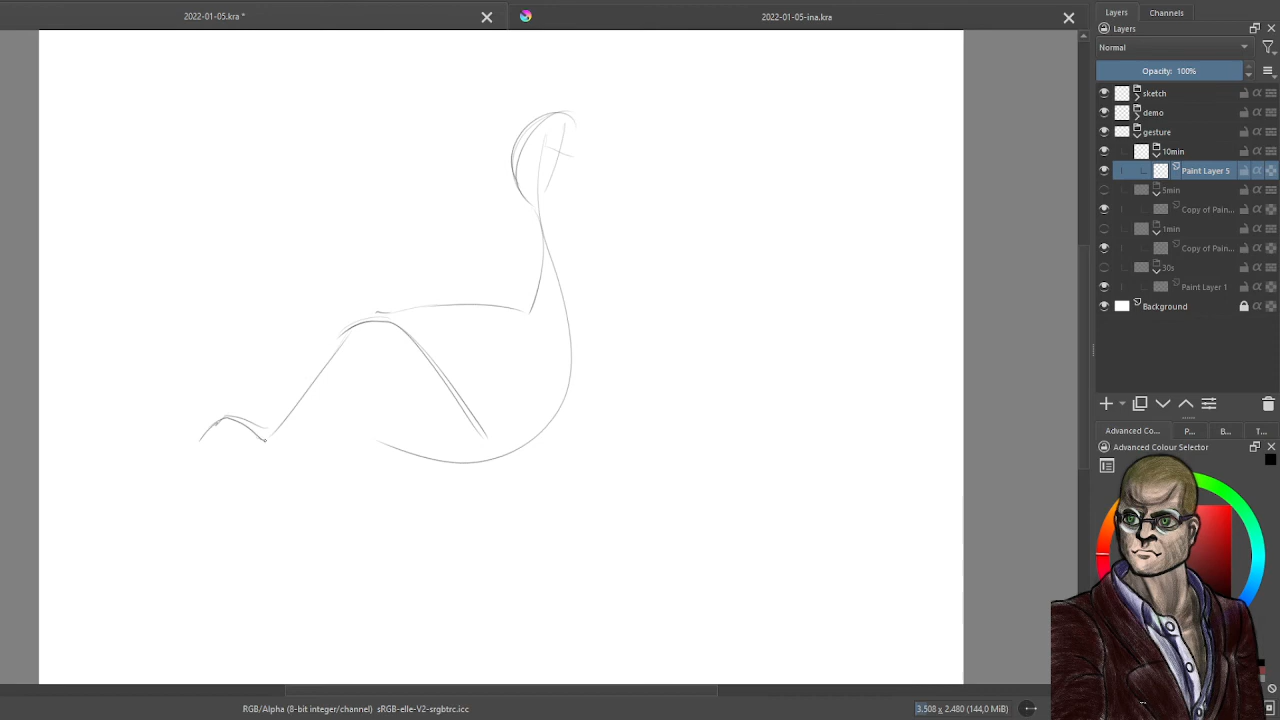 2022-01-05.kra *
2022-01-05-ina.kra
Layers
Channels
Layers
Normal
Opacity: 100%
sketch
demo
gesture
10min
Paint Layer 5
5min
Copy of Pain...
1min
Copy of Pain...
30s
Paint Layer 1
Background
Advanced Co...
P...
B...
T...
Advanced Colour Selector
RGB/Alpha (8-bit integer/channel) sRGB-elle-V2-srgbtrc.icc
3.508 x 2.480 (144,0 MiB)